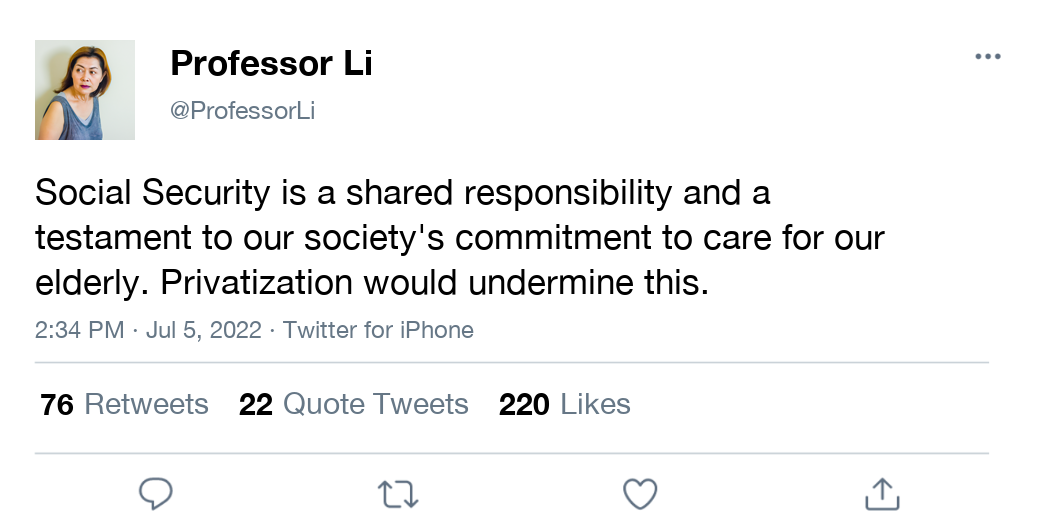 Professor Li
@ProfessorLi
Social Security is a shared responsibility and a
testament to our society's commitment to care for our
elderly. Privatization would undermine this.
2:34 PM · Jul 5, 2022 · Twitter for iPhone
76 Retweets 22 Quote Tweets 220 Likes